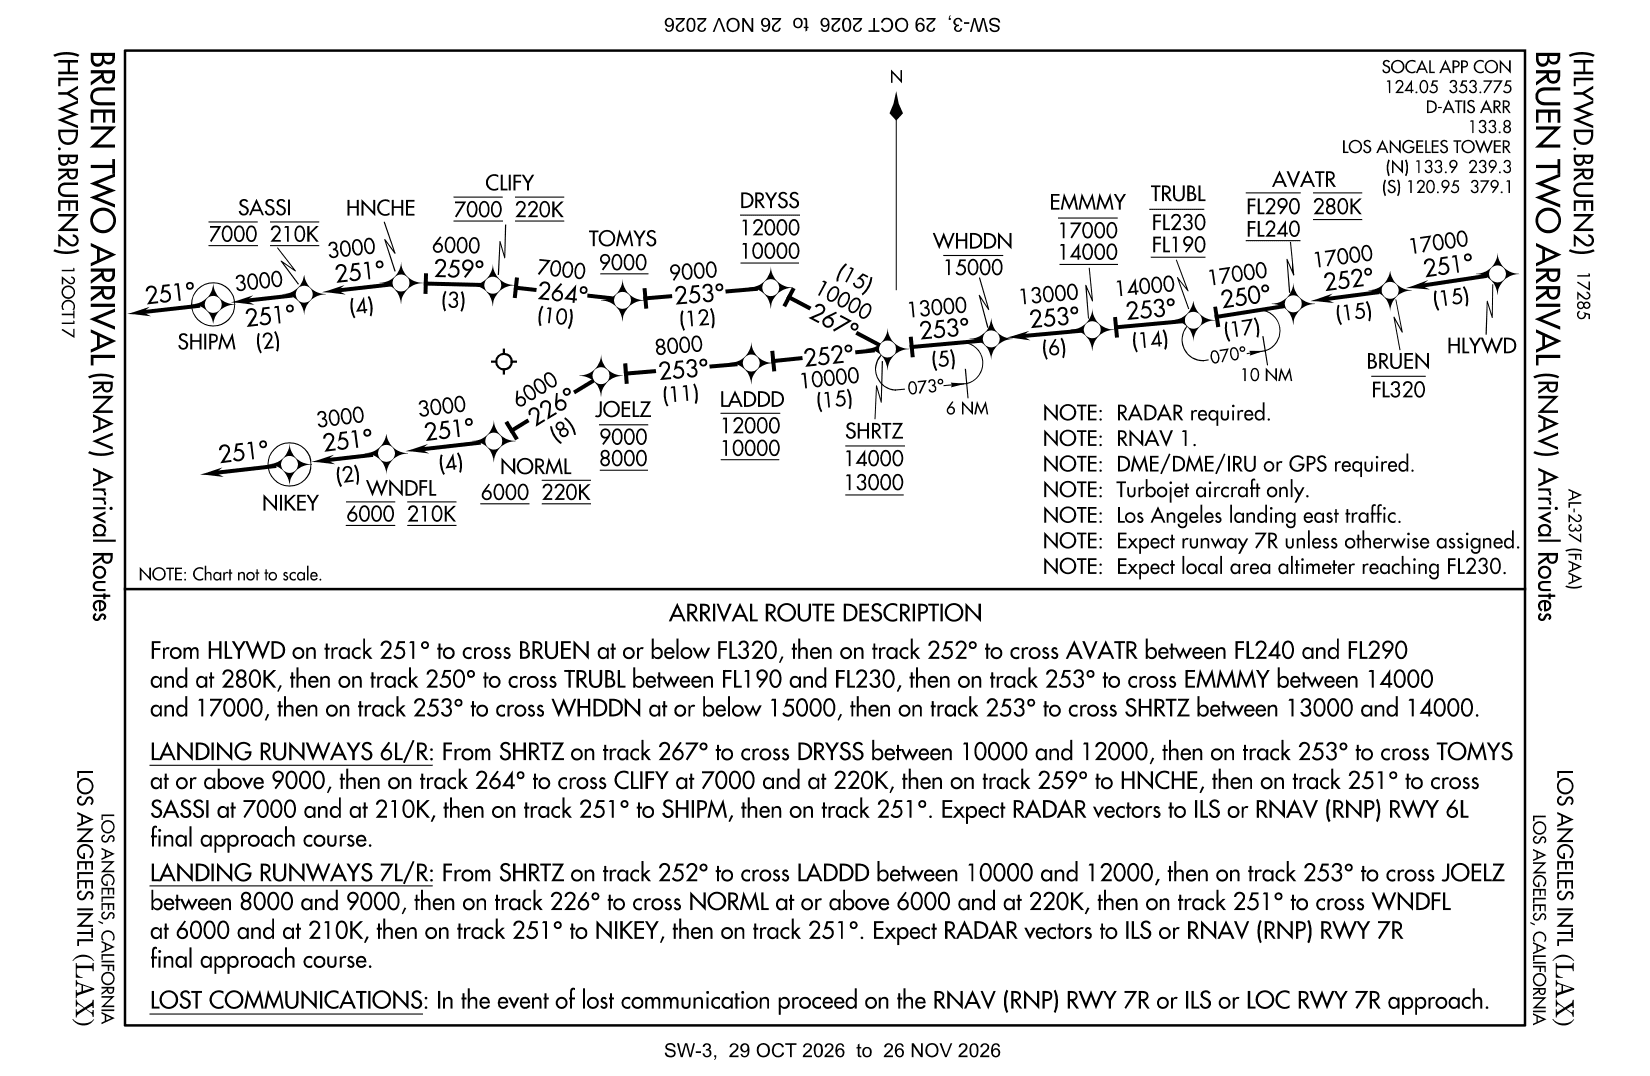 SW-3, 29 OCT 2026 to 26 NOV 2026
(HLYWD.BRUEN2) 12OCT17
BRUEN TWO ARRIVAL (RNAV) Arrival Routes
LOS ANGELES INTL (LAX)
LOS ANGELES, CALIFORNIA
(HLYWD.BRUEN2) 17285
BRUEN TWO ARRIVAL (RNAV) Arrival Routes
AL-237 (FAA)
LOS ANGELES INTL (LAX)
LOS ANGELES, CALIFORNIA
SOCAL APP CON
124.05 353.775
D-ATIS ARR
133.8
LOS ANGELES TOWER
(N) 133.9 239.3
(S) 120.95 379.1
N
SASSI
7000 210K
HNCHE
CLIFY
7000 220K
TOMYS
9000
DRYSS
12000
10000
WHDDN
15000
EMMMY
17000
14000
TRUBL
FL230
FL190
AVATR
FL290 280K
FL240
251°
SHIPM
3000
251°
(2)
3000
251°
(4)
6000
259°
(3)
7000
264°
(10)
9000
253°
(12)
(15)
10000
267°
13000
253°
(5)
13000
253°
(6)
14000
253°
(14)
17000
250°
(17)
17000
252°
(15)
17000
251°
(15)
HLYWD
BRUEN
FL320
070°
10 NM
073°
6 NM
252°
10000
(15)
SHRTZ
14000
13000
8000
253°
(11)
LADDD
12000
10000
JOELZ
9000
8000
6000
226°
(8)
NORML
6000 220K
3000
251°
(4)
WNDFL
6000 210K
3000
251°
(2)
NIKEY
251°
NOTE: RADAR required.
NOTE: RNAV 1.
NOTE: DME/DME/IRU or GPS required.
NOTE: Turbojet aircraft only.
NOTE: Los Angeles landing east traffic.
NOTE: Expect runway 7R unless otherwise assigned.
NOTE: Expect local area altimeter reaching FL230.
NOTE: Chart not to scale.
ARRIVAL ROUTE DESCRIPTION
From HLYWD on track 251° to cross BRUEN at or below FL320, then on track 252° to cross AVATR between FL240 and FL290
and at 280K, then on track 250° to cross TRUBL between FL190 and FL230, then on track 253° to cross EMMMY between 14000
and 17000, then on track 253° to cross WHDDN at or below 15000, then on track 253° to cross SHRTZ between 13000 and 14000.
LANDING RUNWAYS 6L/R: From SHRTZ on track 267° to cross DRYSS between 10000 and 12000, then on track 253° to cross TOMYS
at or above 9000, then on track 264° to cross CLIFY at 7000 and at 220K, then on track 259° to HNCHE, then on track 251° to cross
SASSI at 7000 and at 210K, then on track 251° to SHIPM, then on track 251°. Expect RADAR vectors to ILS or RNAV (RNP) RWY 6L
final approach course.
LANDING RUNWAYS 7L/R: From SHRTZ on track 252° to cross LADDD between 10000 and 12000, then on track 253° to cross JOELZ
between 8000 and 9000, then on track 226° to cross NORML at or above 6000 and at 220K, then on track 251° to cross WNDFL
at 6000 and at 210K, then on track 251° to NIKEY, then on track 251°. Expect RADAR vectors to ILS or RNAV (RNP) RWY 7R
final approach course.
LOST COMMUNICATIONS: In the event of lost communication proceed on the RNAV (RNP) RWY 7R or ILS or LOC RWY 7R approach.
SW-3, 29 OCT 2026 to 26 NOV 2026